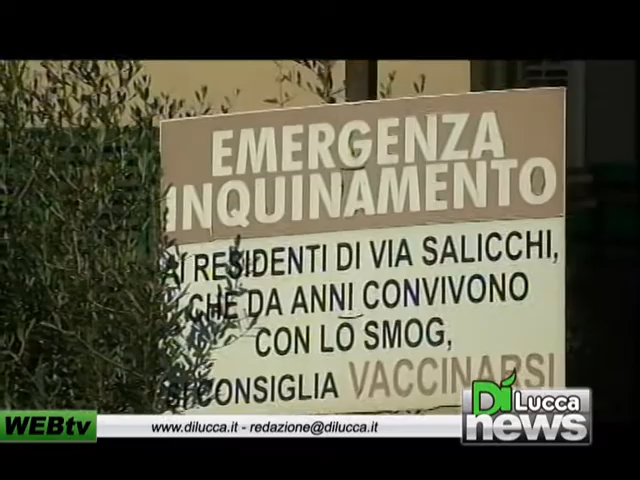 EMERGENZA
INQUINAMENTO
AI RESIDENTI DI VIA SALICCHI,
CHE DA ANNI CONVIVONO
CON LO SMOG,
SI CONSIGLIA VACCINARSI
WEBtv
www.dilucca.it - redazione@dilucca.it
Di LUCCA
news